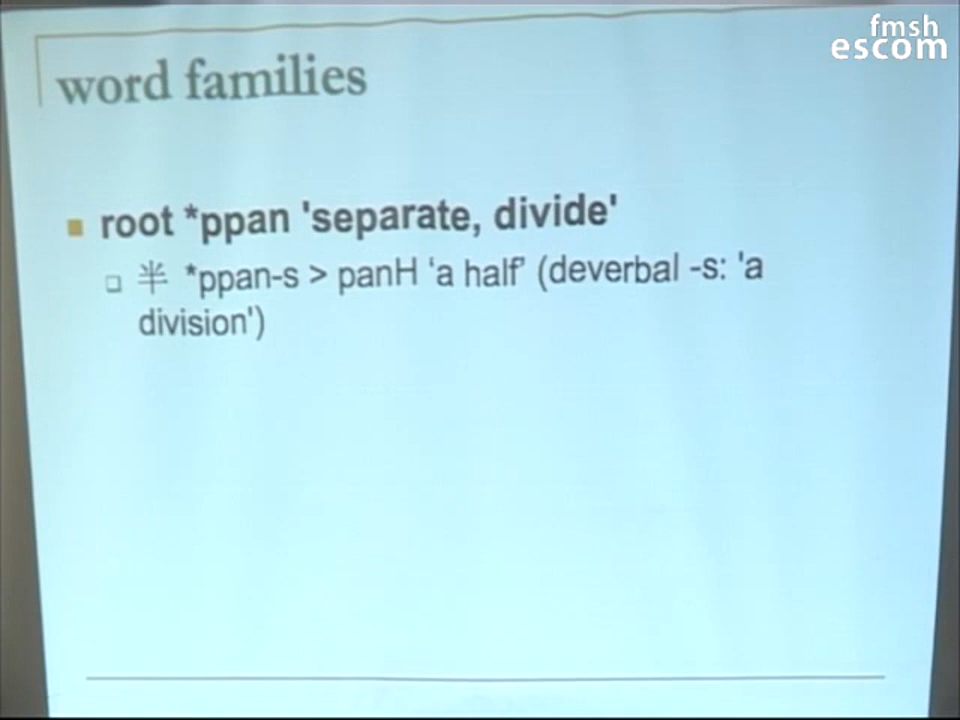 fmsh
escom
word families
root *ppan 'separate, divide'
半 *ppan-s > panH ‘a half’ (deverbal -s: 'a
division')